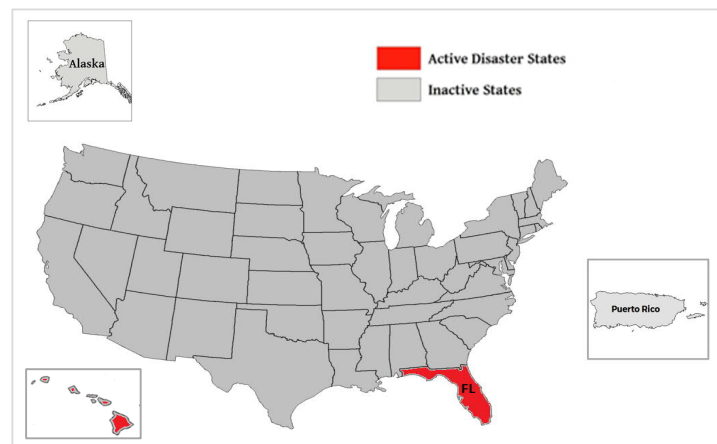 Alaska
Active Disaster States
Inactive States
Puerto Rico
FL